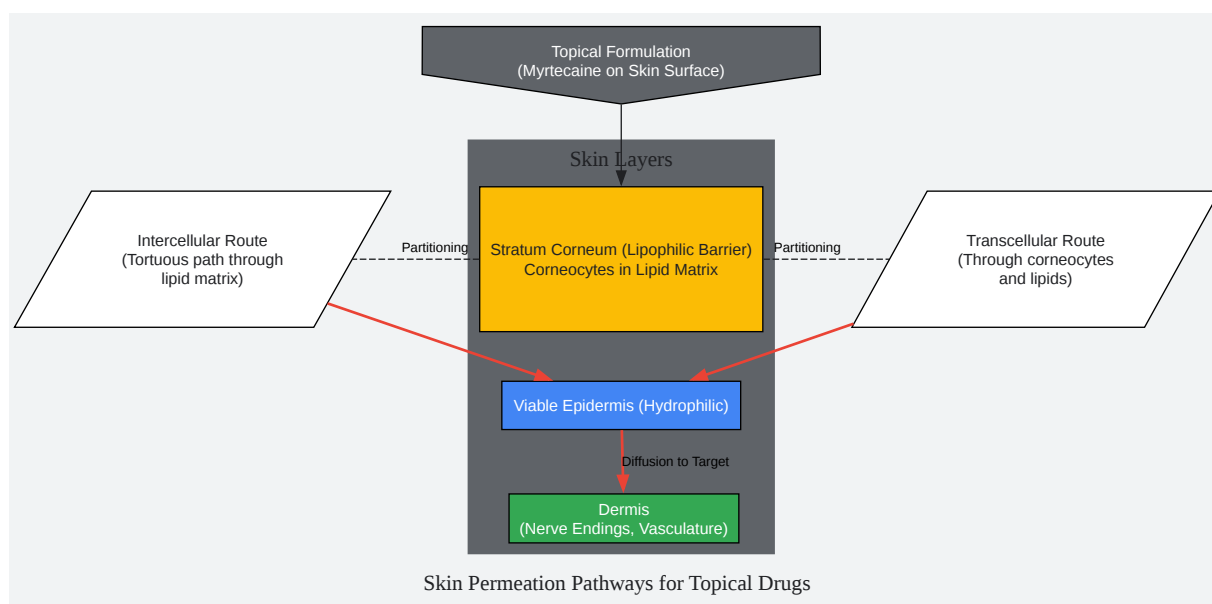 Topical Formulation
(Myrtecaine on Skin Surface)
Skin Layers
Intercellular Route
(Tortuous path through
lipid matrix)
Partitioning
Stratum Corneum (Lipophilic Barrier)
Corneocytes in Lipid Matrix
Partitioning
Transcellular Route
(Through corneocytes
and lipids)
Viable Epidermis (Hydrophilic)
Diffusion to Target
Dermis
(Nerve Endings, Vasculature)
Skin Permeation Pathways for Topical Drugs